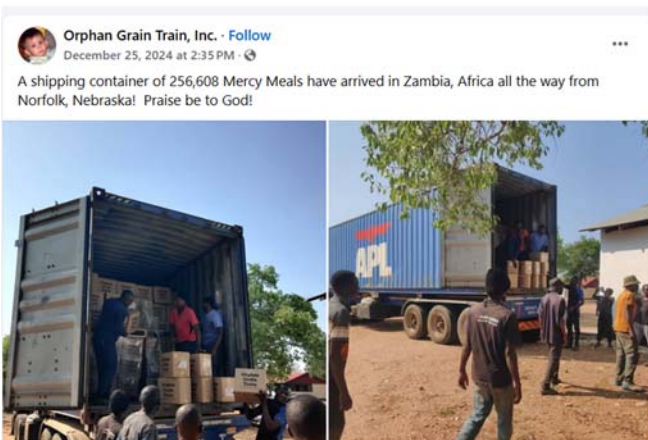 Orphan Grain Train, Inc. · Follow
December 25, 2024 at 2:35 PM ·
A shipping container of 256,608 Mercy Meals have arrived in Zambia, Africa all the way from
Norfolk, Nebraska! Praise be to God!
APL